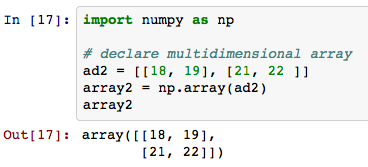 In [17]: import numpy as np
# declare multidimensional array
ad2 = [[18, 19], [21, 22 ]]
array2 = np.array(ad2)
array2
Out[17]: array([[18, 19],
[21, 22]])